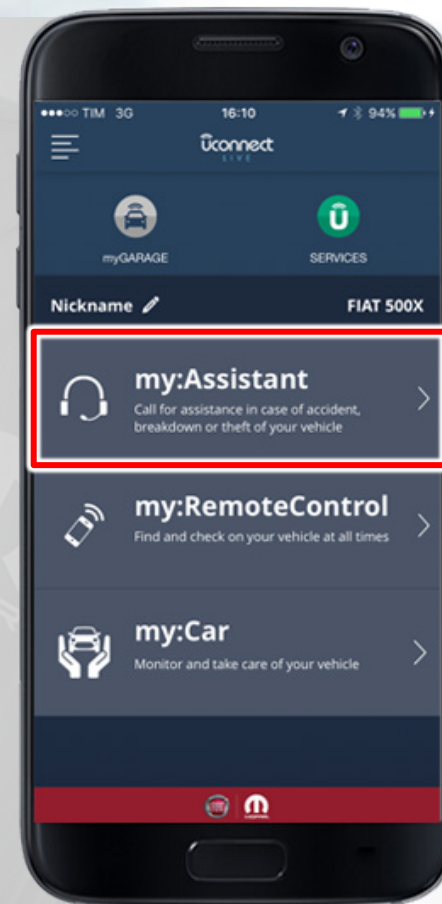 TIM 3G 16:10 94%
ûconnect
LIVE
myGARAGE SERVICES
Nickname FIAT 500X
my:Assistant
Call for assistance in case of accident,
breakdown or theft of your vehicle
my:RemoteControl
Find and check on your vehicle at all times
my:Car
Monitor and take care of your vehicle